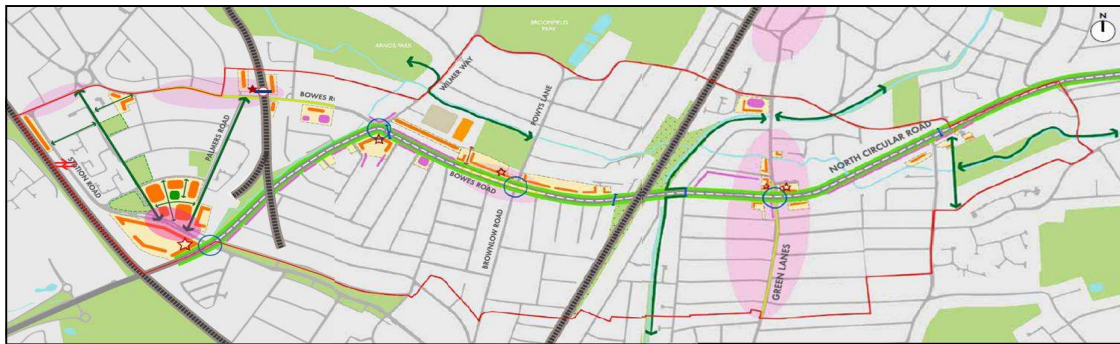 N
BROOMFIELD
PARK
ARNOS PARK
WILMER WAY
BOWES R
POWYS LANE
PALMERS ROAD
STATION ROAD
NORTH CIRCULAR ROAD
BOWES ROAD
BROWNLOW ROAD
GREEN LANES